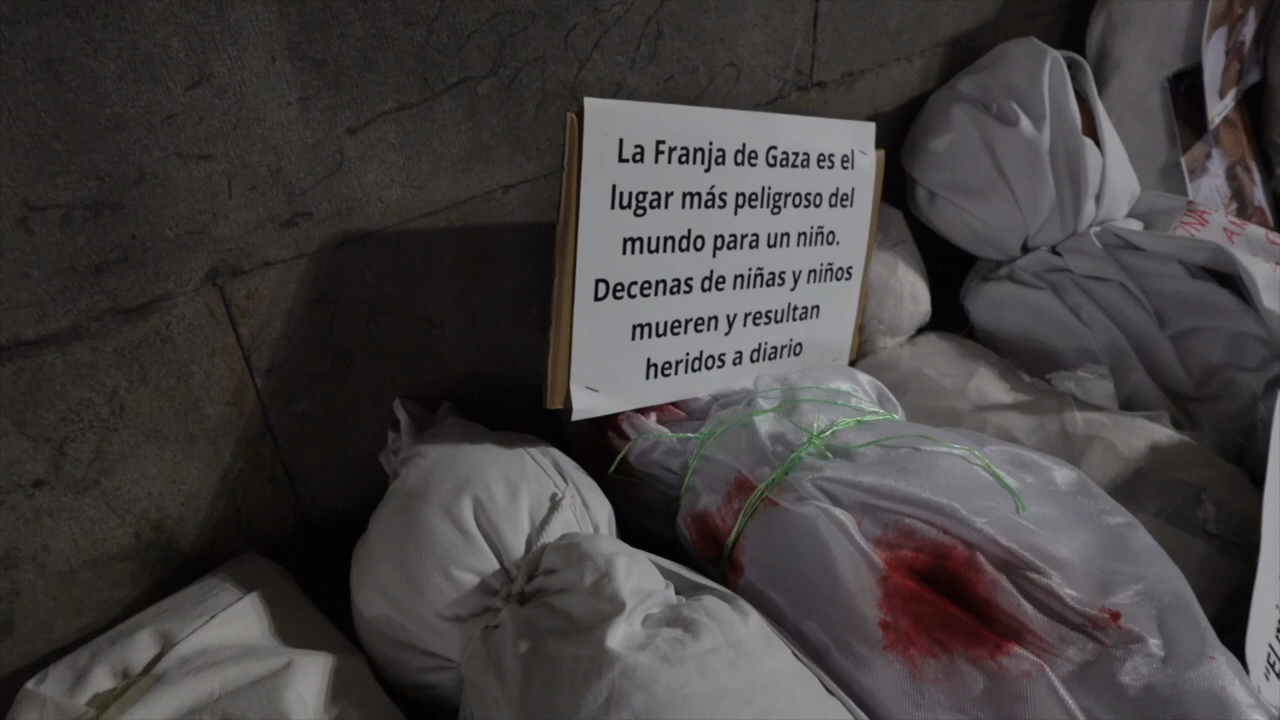 La Franja de Gaza es el
lugar más peligroso del
mundo para un niño.
Decenas de niñas y niños
mueren y resultan
heridos a diario